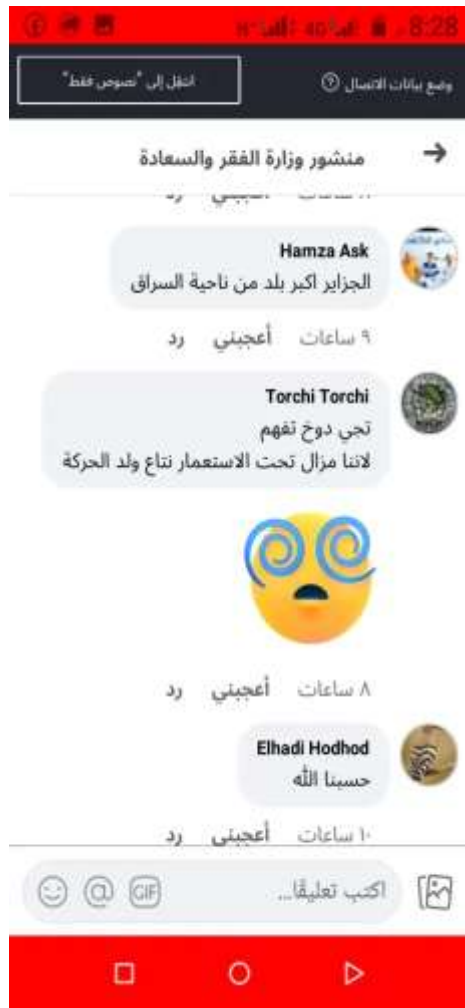 8:28
4G
انتقل إلى "نصوص فقط"
وضع بيانات الاتصال
منشور وزارة الفقر والسعادة
Hamza Ask
الجزاير اكبر بلد من ناحية السراق
٩ ساعات أعجبني رد
Torchi Torchi
تجي دوخ تفهم
لاننا مزال تحت الاستعمار نتاع ولد الحركة
٨ ساعات أعجبني رد
Elhadi Hodhod
حسبنا الله
١٠ ساعات أعجبني رد
اكتب تعليقًا...
GIF